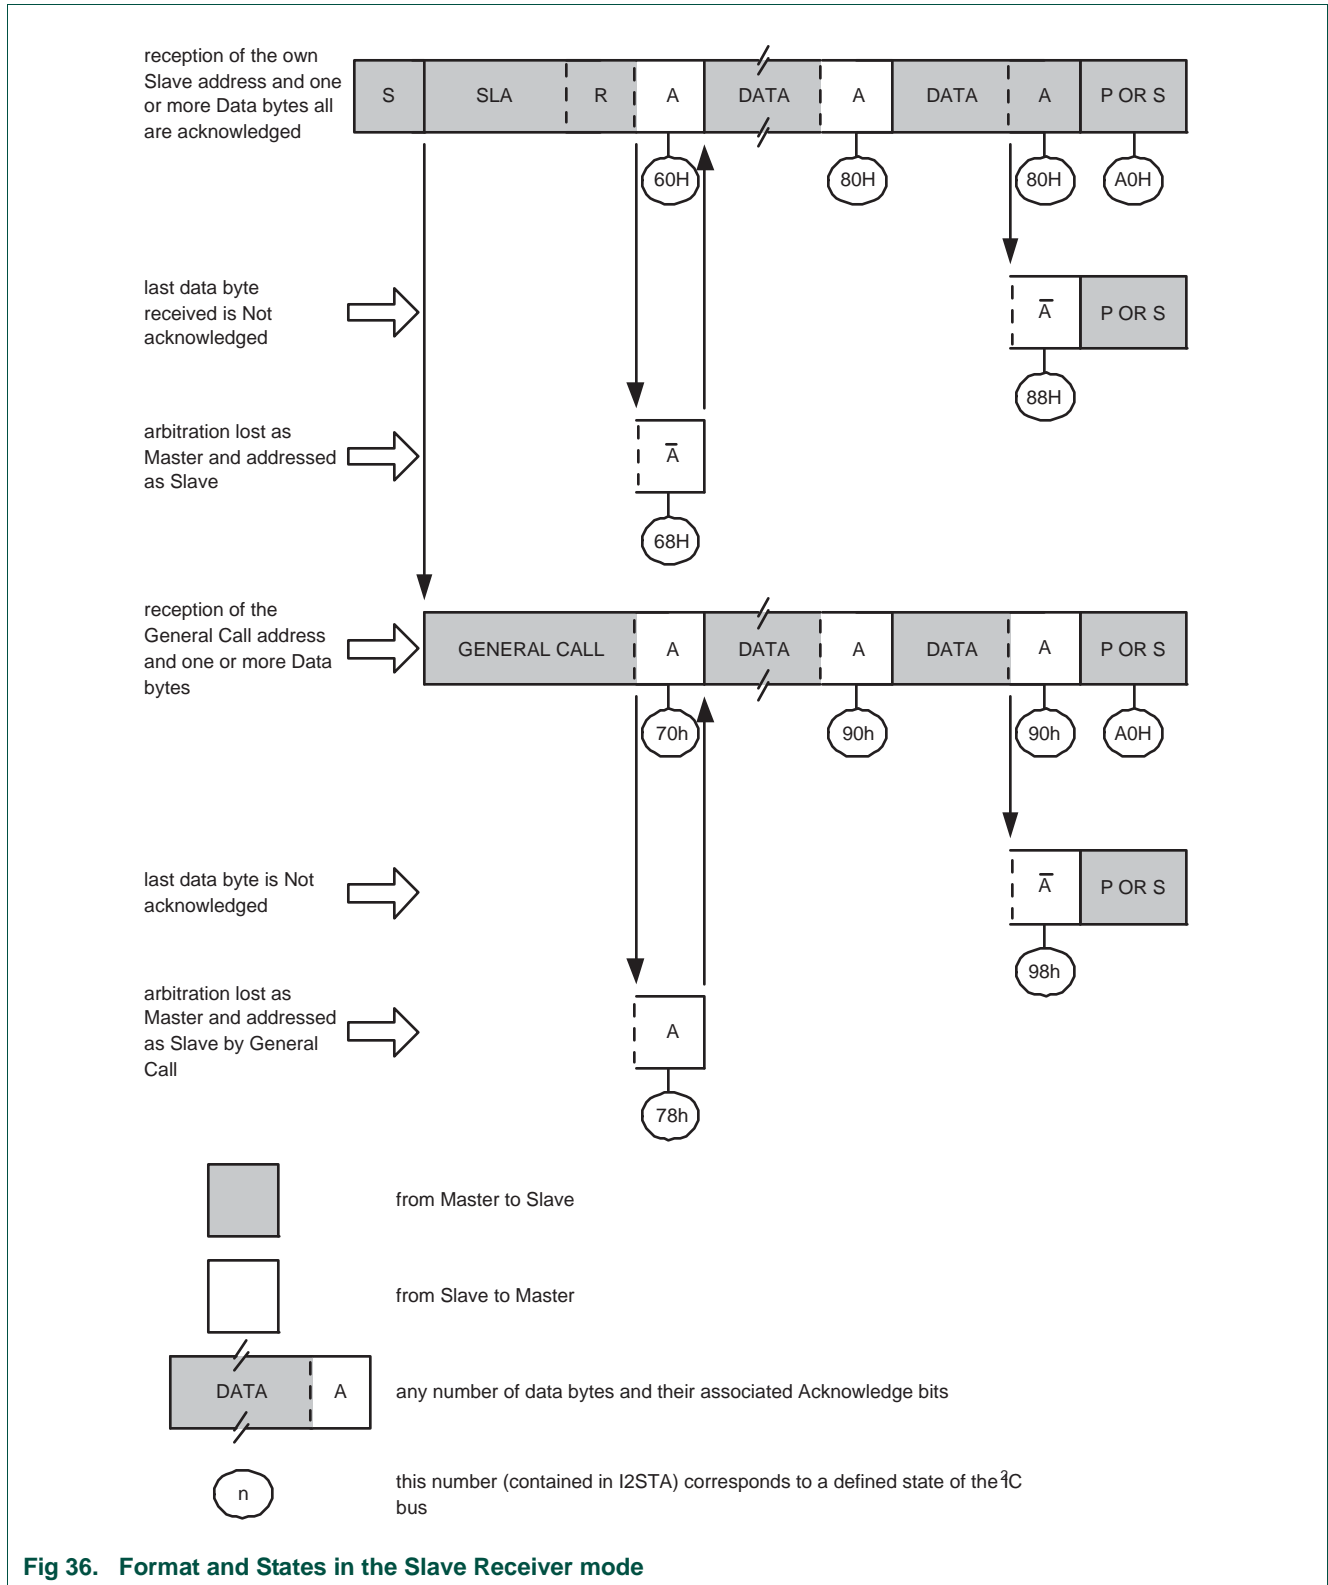 reception of the own
Slave address and one
or more Data bytes all
are acknowledged
S SLA R A DATA A DATA A P OR S
60H 80H 80H A0H
last data byte
received is Not
acknowledged
A̅ P OR S
88H
arbitration lost as
Master and addressed
as Slave
A̅
68H
reception of the
General Call address
and one or more Data
bytes
GENERAL CALL A DATA A DATA A P OR S
70h 90h 90h A0H
last data byte is Not
acknowledged
A̅ P OR S
98h
arbitration lost as
Master and addressed
as Slave by General
Call
A
78h
from Master to Slave
from Slave to Master
DATA A any number of data bytes and their associated Acknowledge bits
n this number (contained in I2STA) corresponds to a defined state of the I²C
bus
Fig 36. Format and States in the Slave Receiver mode